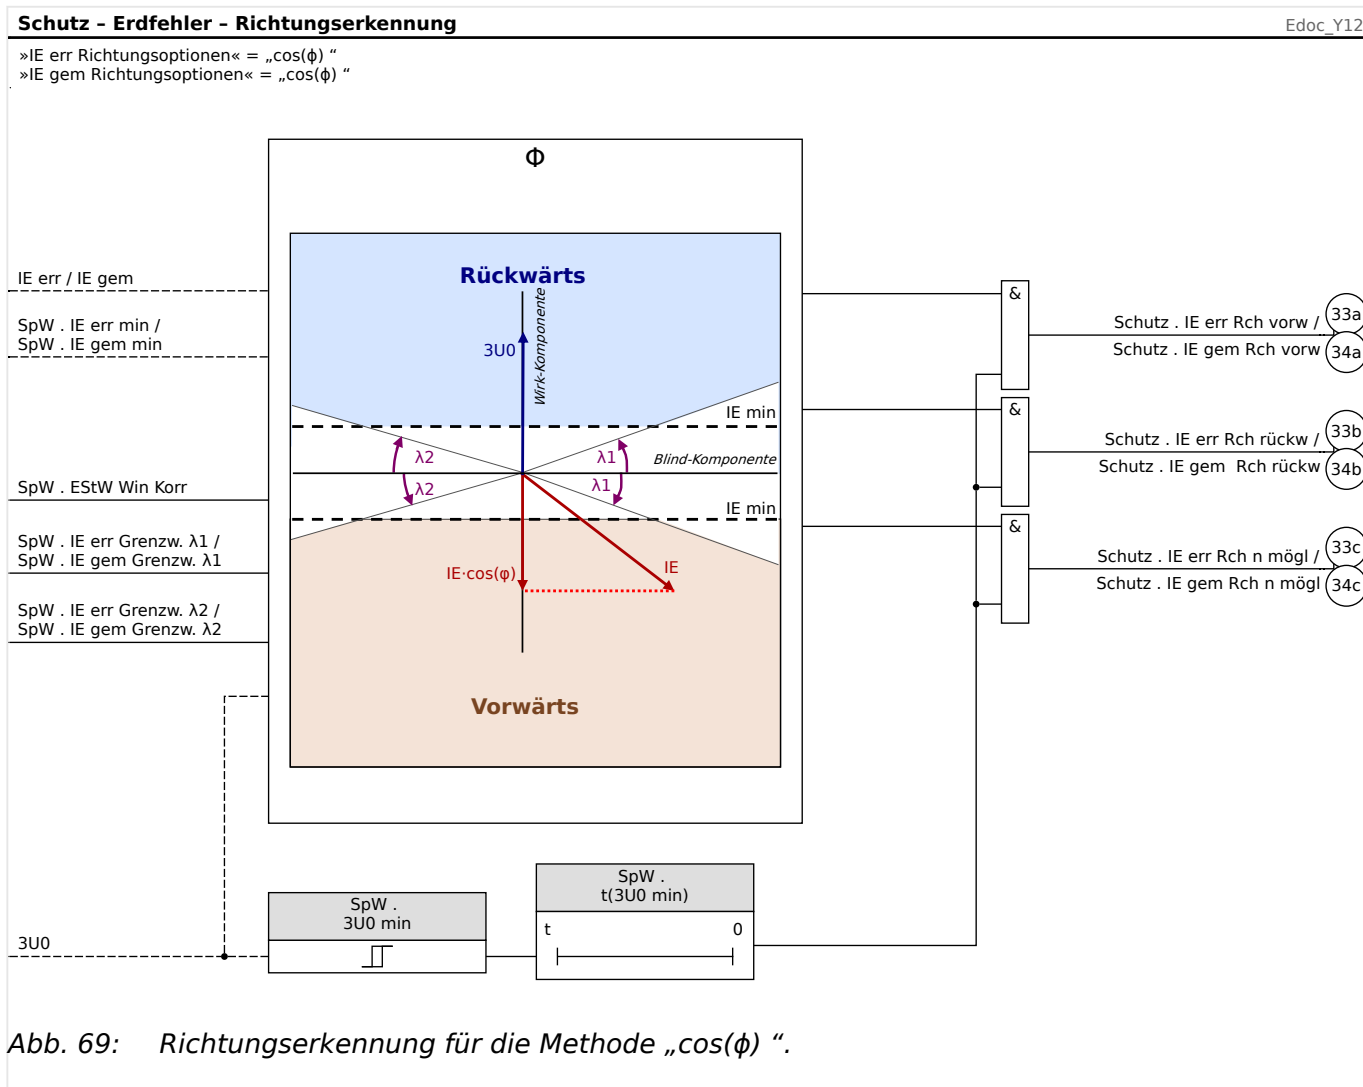 Schutz – Erdfehler – Richtungserkennung
Edoc_Y12
»IE err Richtungsoptionen« = „cos(ϕ) “
»IE gem Richtungsoptionen« = „cos(ϕ) “
Φ
Rückwärts
Wirk-Komponente
3U0
IE min
λ2
λ1
Blind-Komponente
λ2
λ1
IE min
IE·cos(φ)
IE
Vorwärts
IE err / IE gem
SpW . IE err min /
SpW . IE gem min
SpW . EStW Win Korr
SpW . IE err Grenzw. λ1 /
SpW . IE gem Grenzw. λ1
SpW . IE err Grenzw. λ2 /
SpW . IE gem Grenzw. λ2
3U0
SpW .
3U0 min
SpW .
t(3U0 min)
t 0
&
Schutz . IE err Rch vorw /
33a
Schutz . IE gem Rch vorw
34a
&
Schutz . IE err Rch rückw /
33b
Schutz . IE gem  Rch rückw
34b
&
Schutz . IE err Rch n mögl /
33c
Schutz . IE gem Rch n mögl
34c
Abb. 69: Richtungserkennung für die Methode „cos(ϕ) “.